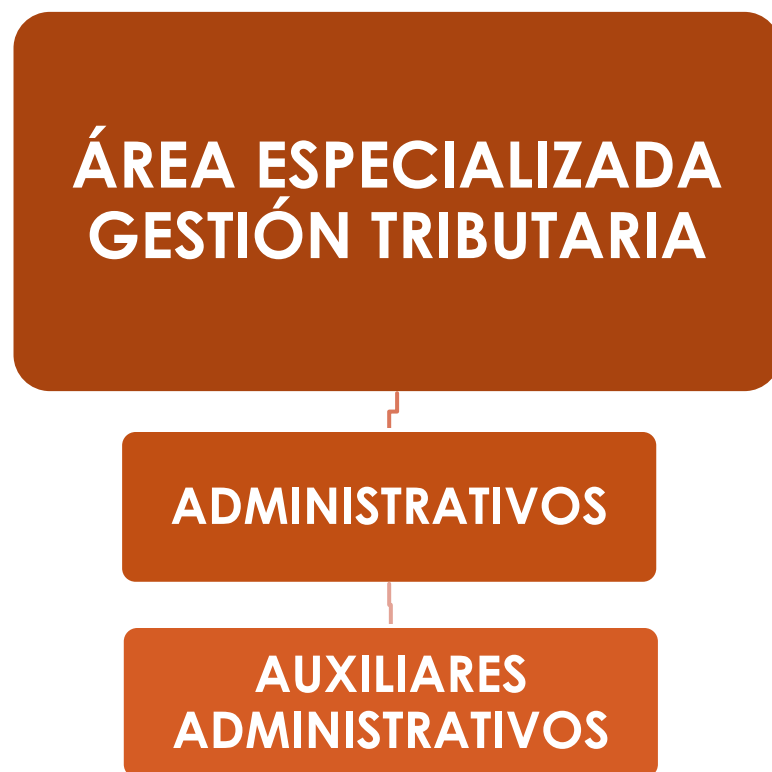 ÁREA ESPECIALIZADA
GESTIÓN TRIBUTARIA
ADMINISTRATIVOS
AUXILIARES
ADMINISTRATIVOS